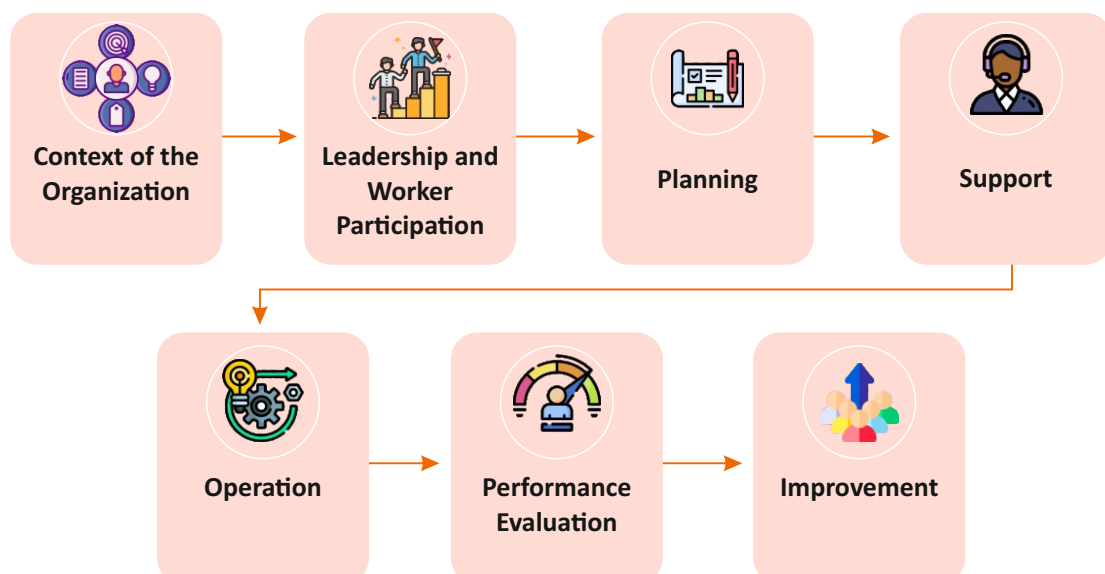 Context of the
Organization
Leadership and
Worker
Participation
Planning
Support
Operation
Performance
Evaluation
Improvement